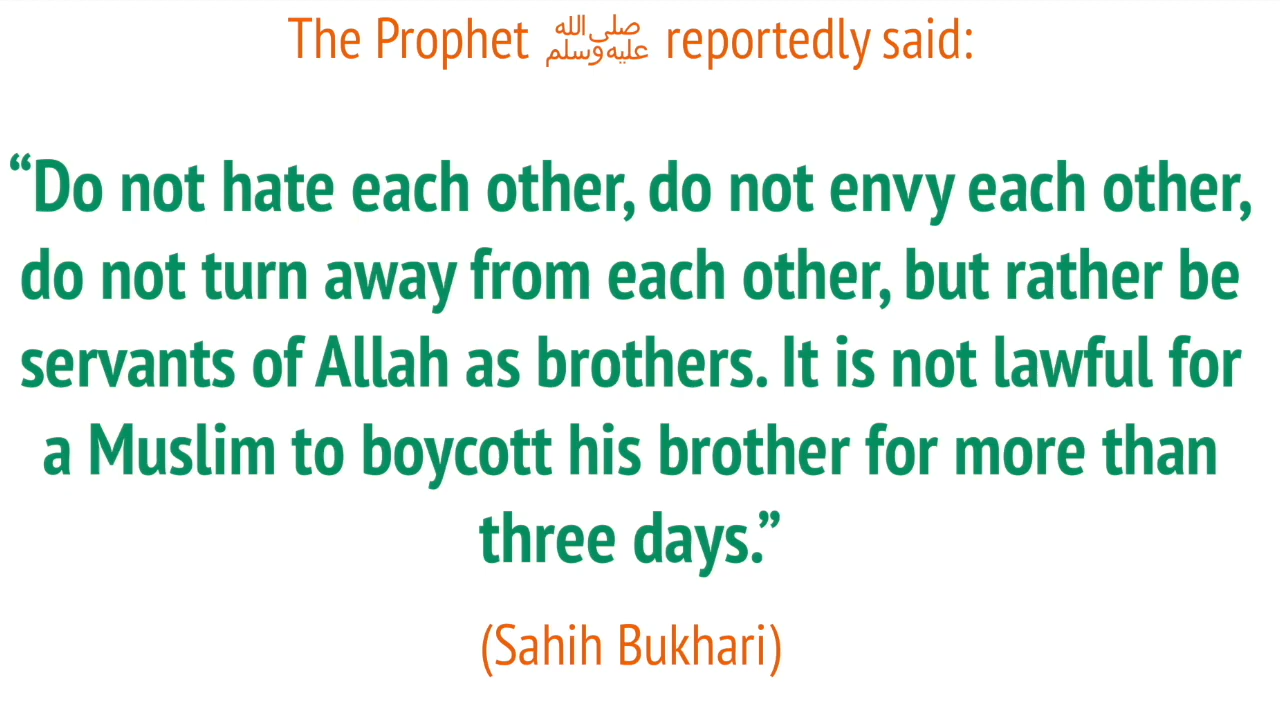 The Prophet صلى الله عليه وسلم reportedly said:
“Do not hate each other, do not envy each other,
do not turn away from each other, but rather be
servants of Allah as brothers. It is not lawful for
a Muslim to boycott his brother for more than
three days.”
(Sahih Bukhari)